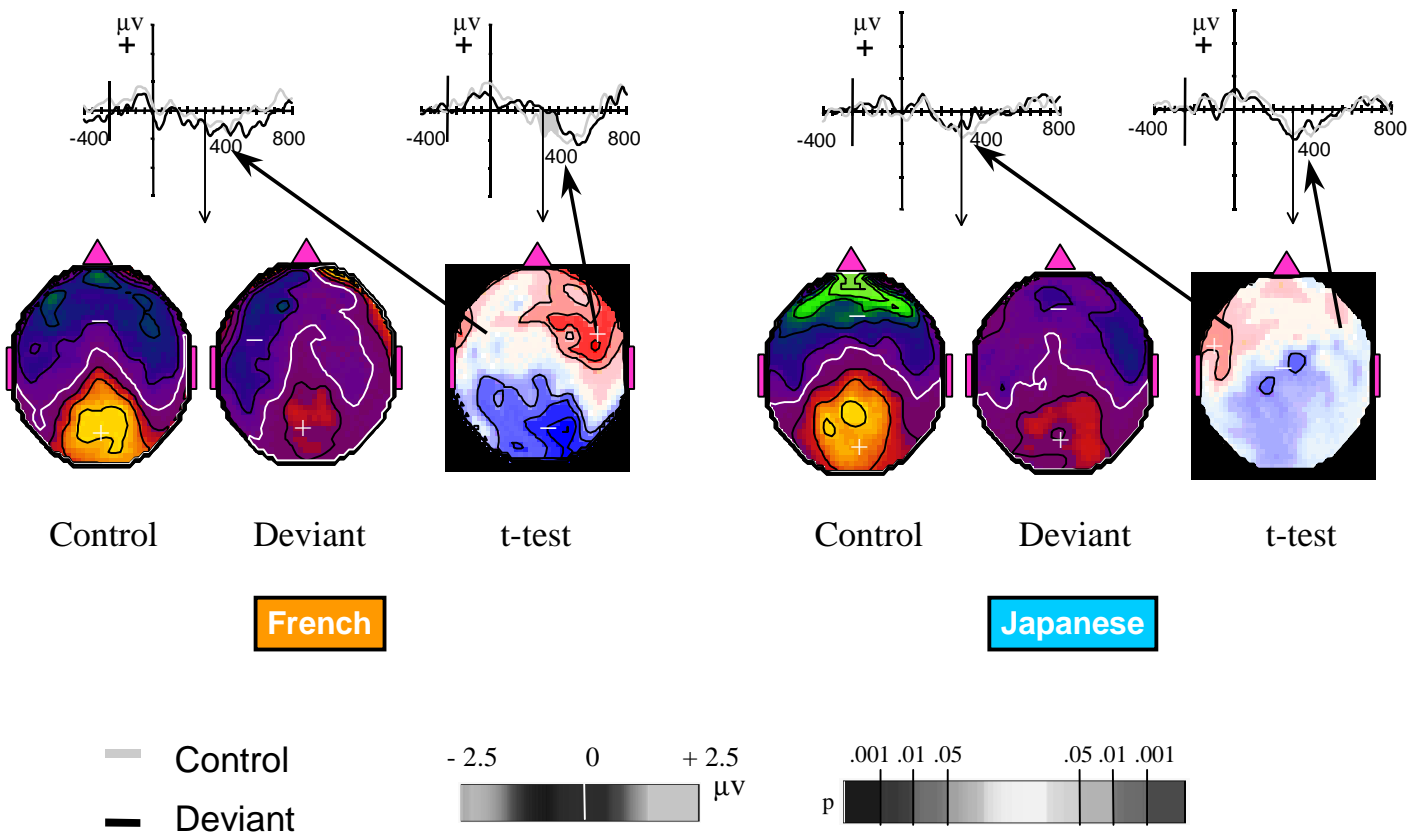 μv μv μv μv
+ + + +
-400 400 800 -400 400 800 -400 400 800 -400 400 800
− − + − −
+ + − + + + −
Control Deviant t-test Control Deviant t-test
French Japanese
Control - 2.5 0 + 2.5 μv
.001 .01 .05 .05 .01 .001
p
Deviant